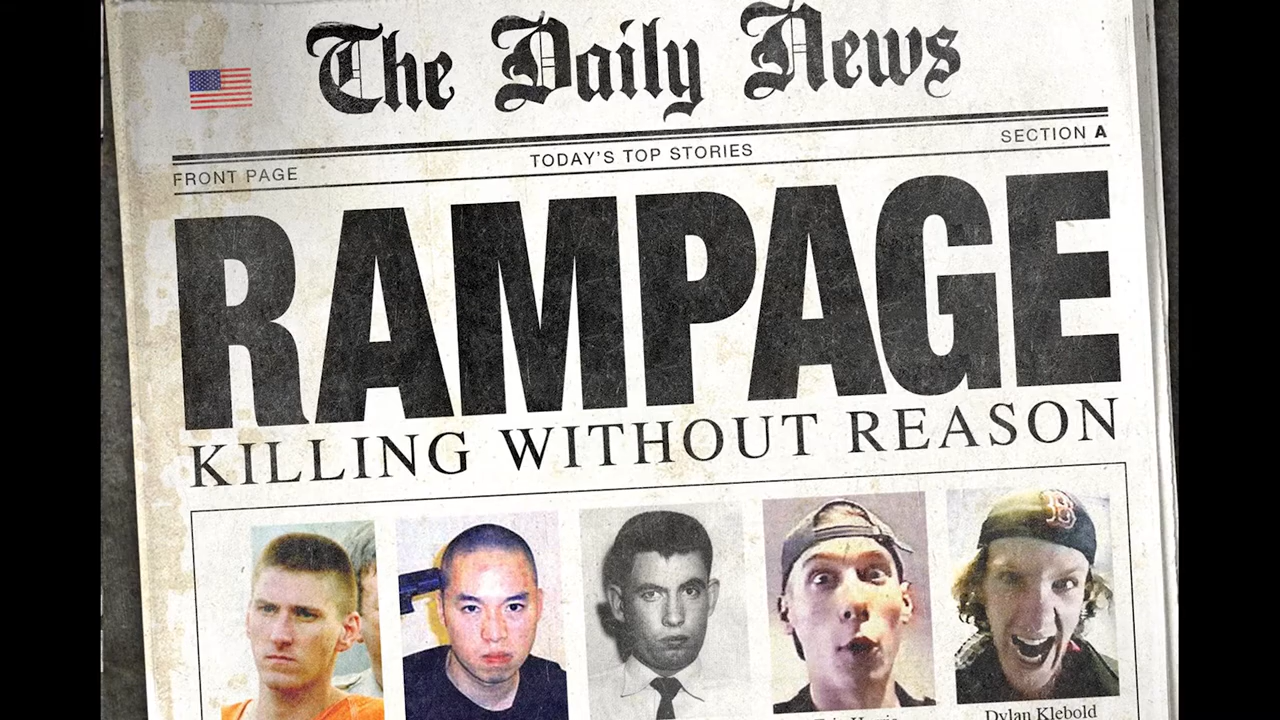 The Daily News
SECTION A
TODAY'S TOP STORIES
FRONT PAGE
RAMPAGE
KILLING WITHOUT REASON
Dylan Klebold